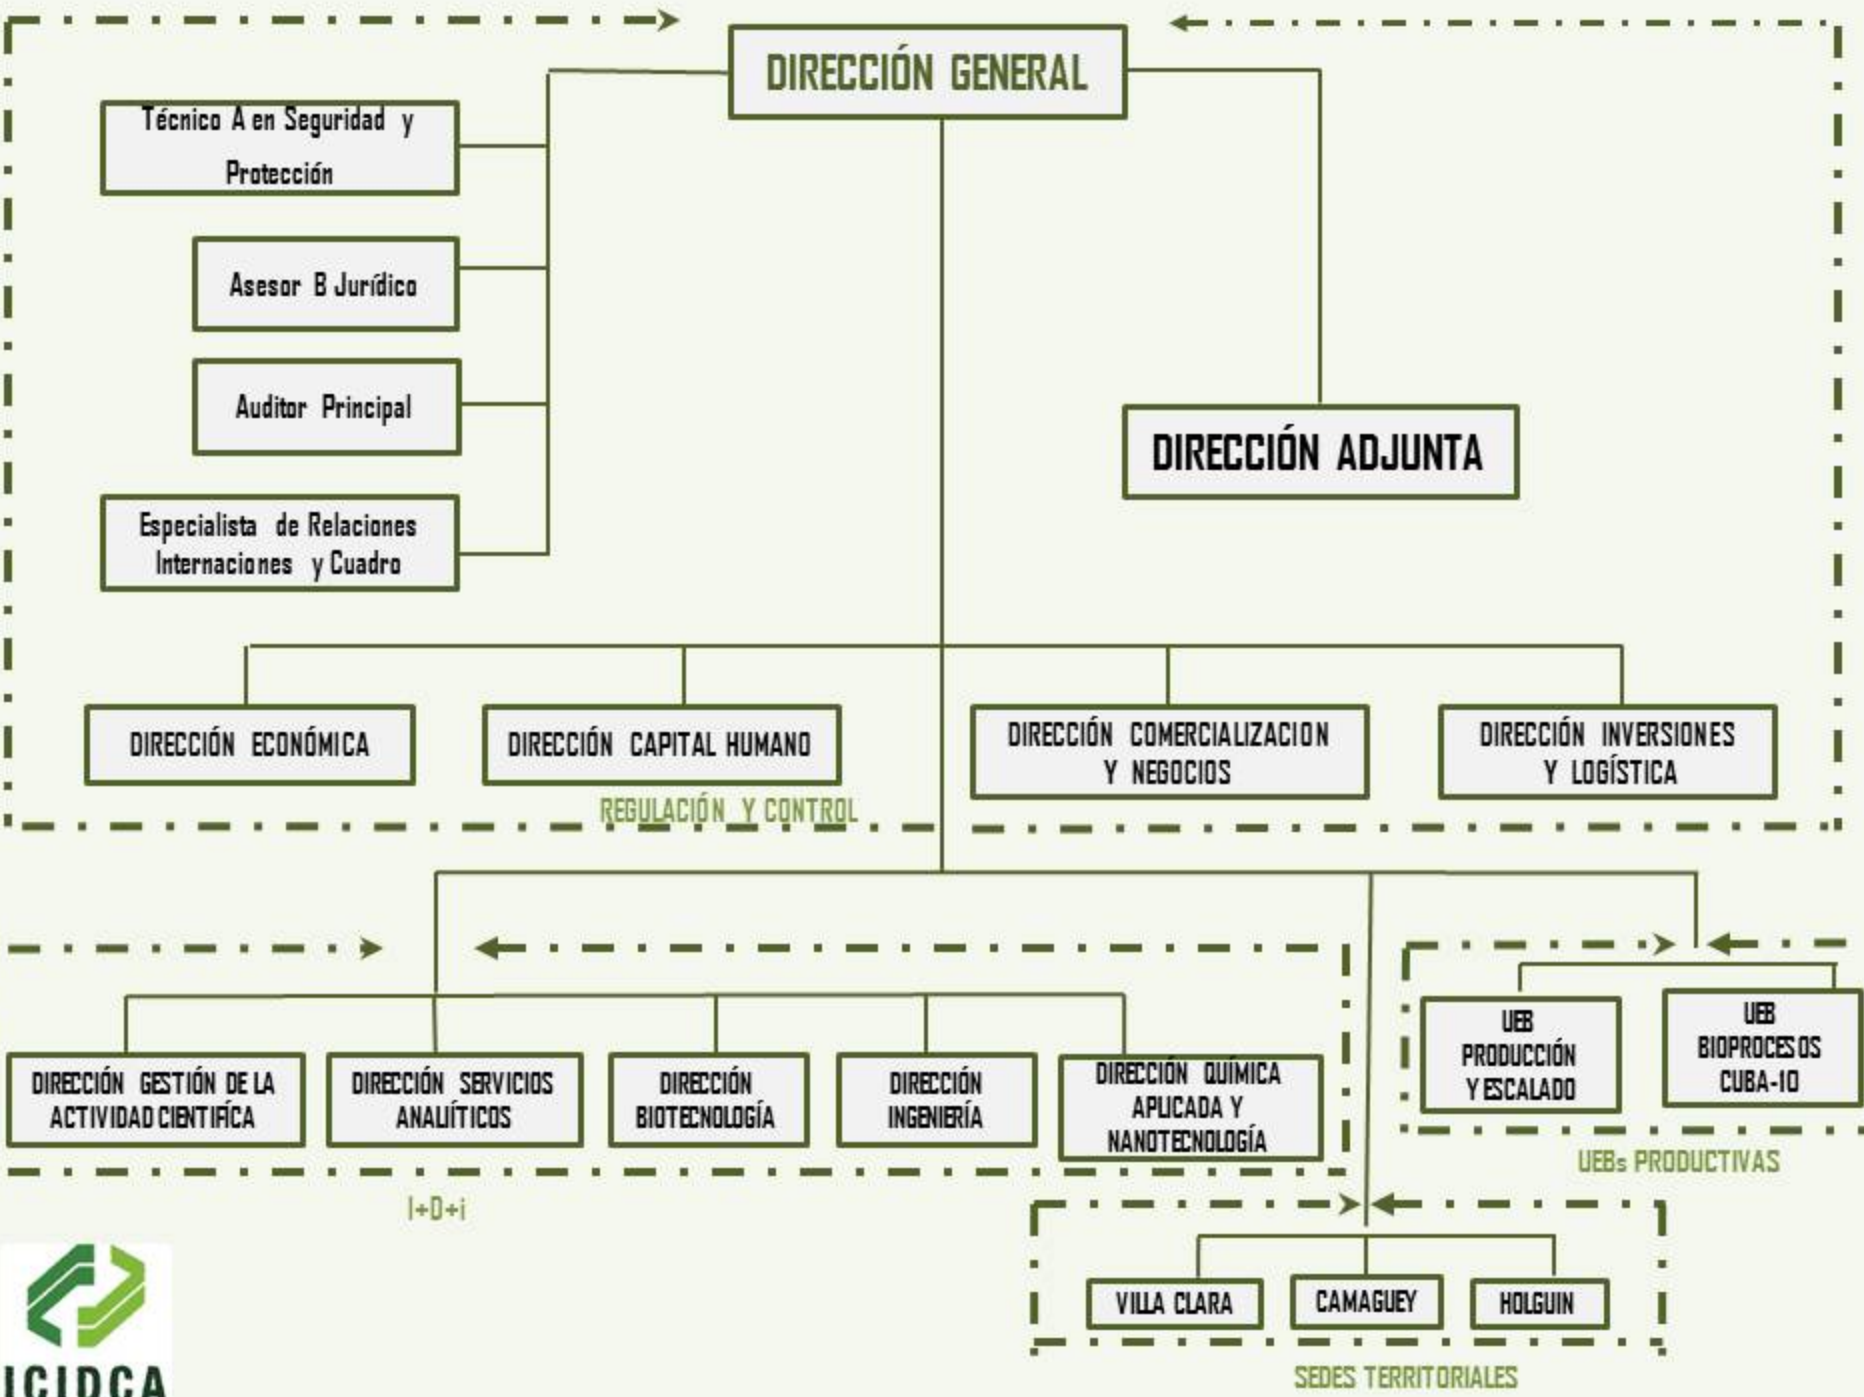 DIRECCIÓN GENERAL
Técnico A en Seguridad y
Protección
Asesor B Jurídico
Auditor Principal
DIRECCIÓN ADJUNTA
Especialista de Relaciones
Internaciones y Cuadro
DIRECCIÓN ECONÓMICA
DIRECCIÓN CAPITAL HUMANO
DIRECCIÓN COMERCIALIZACION
Y NEGOCIOS
DIRECCIÓN INVERSIONES
Y LOGÍSTICA
REGULACIÓN Y CONTROL
DIRECCIÓN GESTIÓN DE LA
ACTIVIDAD CIENTIFÍCA
DIRECCIÓN SERVICIOS
ANALIÍTICOS
DIRECCIÓN
BIOTECNOLOGÍA
DIRECCIÓN
INGENIERÍA
DIRECCIÓN QUÍMICA
APLICADA Y
NANOTECNOLOGÍA
I+D+i
UEB
PRODUCCIÓN
Y ESCALADO
UEB
BIOPROCESOS
CUBA-10
UEBs PRODUCTIVAS
VILLA CLARA
CAMAGUEY
HOLGUIN
SEDES TERRITORIALES
ICIDCA